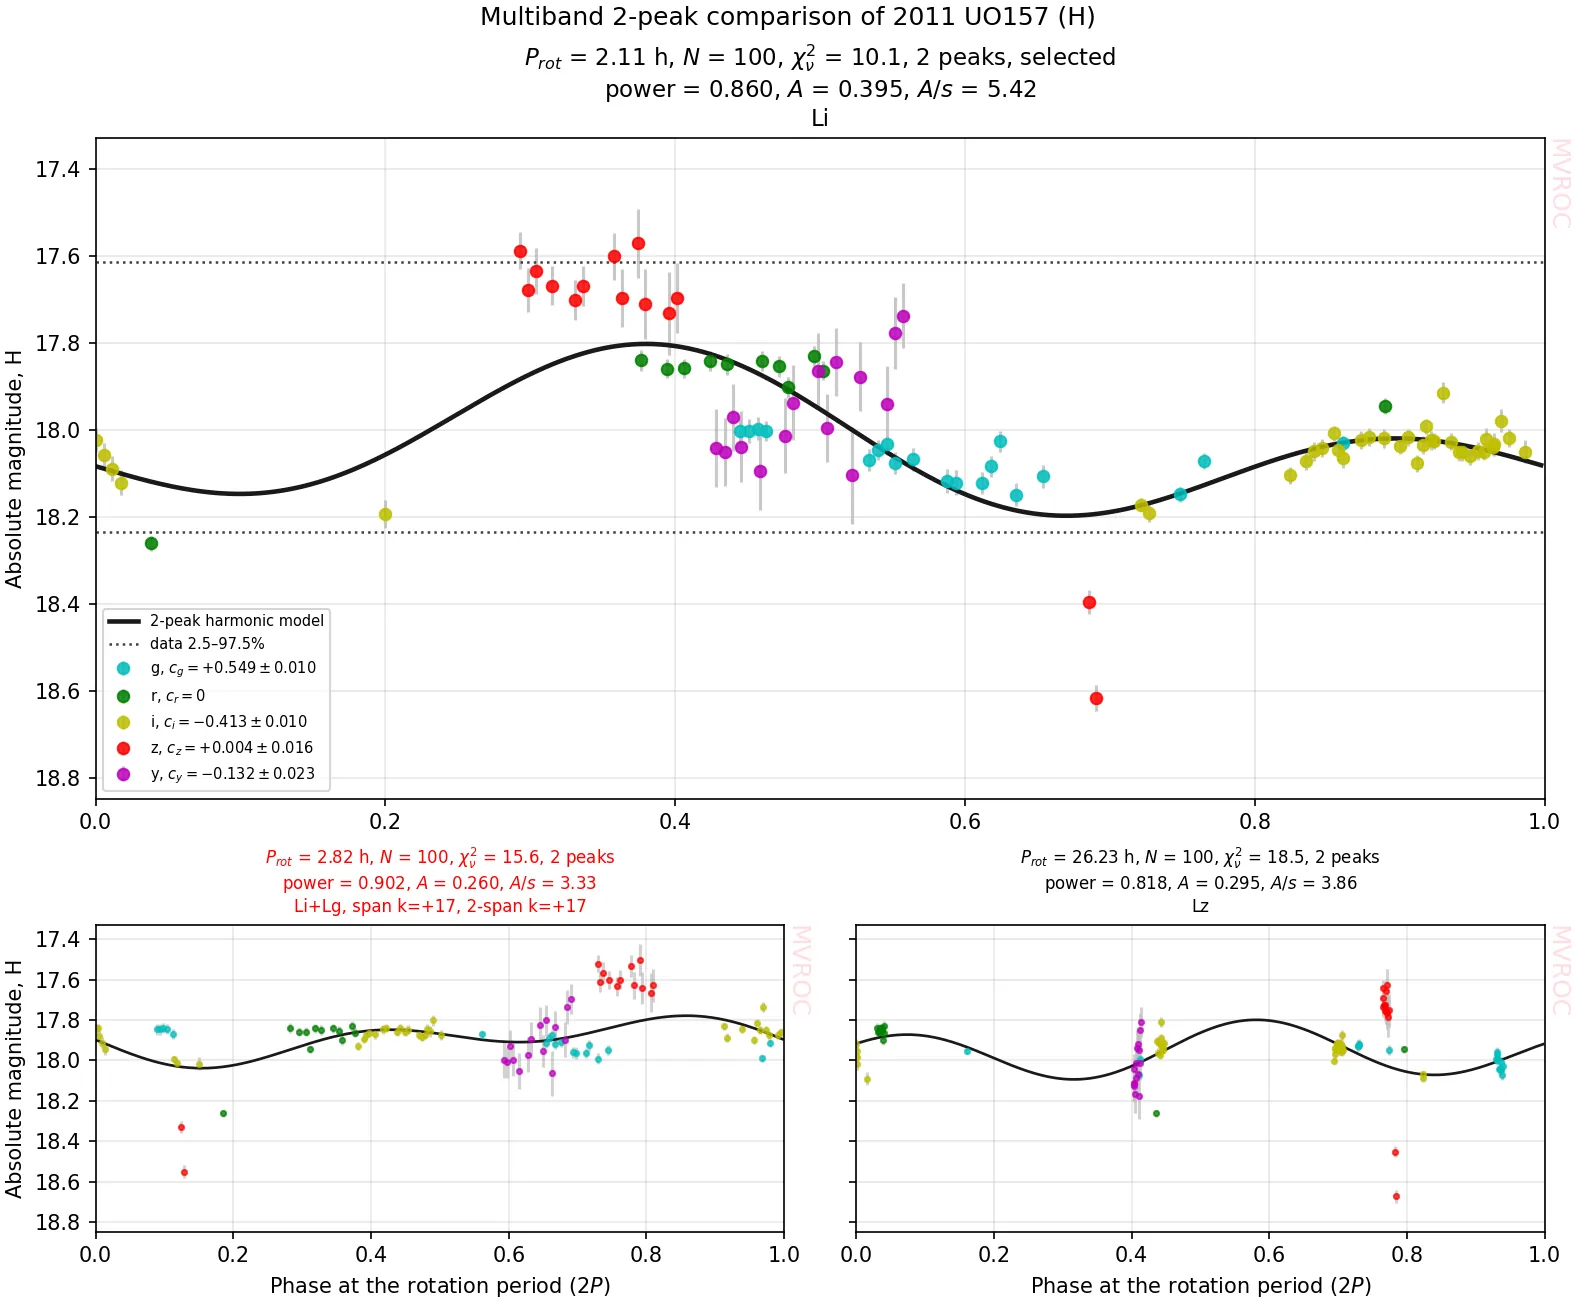 Multiband 2-peak comparison of 2011 UO157 (H)
P_rot = 2.11 h, N = 100, χ²_ν = 10.1, 2 peaks, selected
power = 0.860, A = 0.395, A/s = 5.42
Li
17.4
17.6
17.8
18.0
18.2
18.4
18.6
18.8
Absolute magnitude, H
2-peak harmonic model
data 2.5–97.5%
g, c_g = +0.549 ± 0.010
r, c_r = 0
i, c_i = −0.413 ± 0.010
z, c_z = +0.004 ± 0.016
y, c_y = −0.132 ± 0.023
0.0 0.2 0.4 0.6 0.8 1.0
MVROC
P_rot = 2.82 h, N = 100, χ²_ν = 15.6, 2 peaks
power = 0.902, A = 0.260, A/s = 3.33
Li+Lg, span k=+17, 2-span k=+17
17.4
17.6
17.8
18.0
18.2
18.4
18.6
18.8
Absolute magnitude, H
0.0 0.2 0.4 0.6 0.8 1.0
Phase at the rotation period (2P)
MVROC
P_rot = 26.23 h, N = 100, χ²_ν = 18.5, 2 peaks
power = 0.818, A = 0.295, A/s = 3.86
Lz
0.0 0.2 0.4 0.6 0.8 1.0
Phase at the rotation period (2P)
MVROC